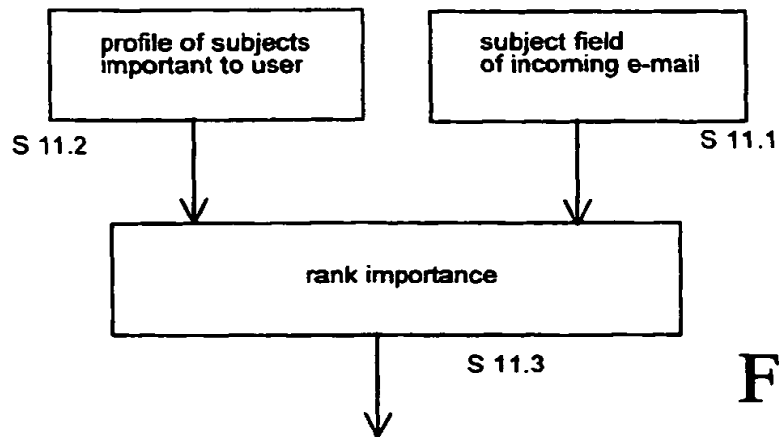 profile of subjects
important to user
subject field
of incoming e-mail
S 11.2
S 11.1
rank importance
S 11.3
F